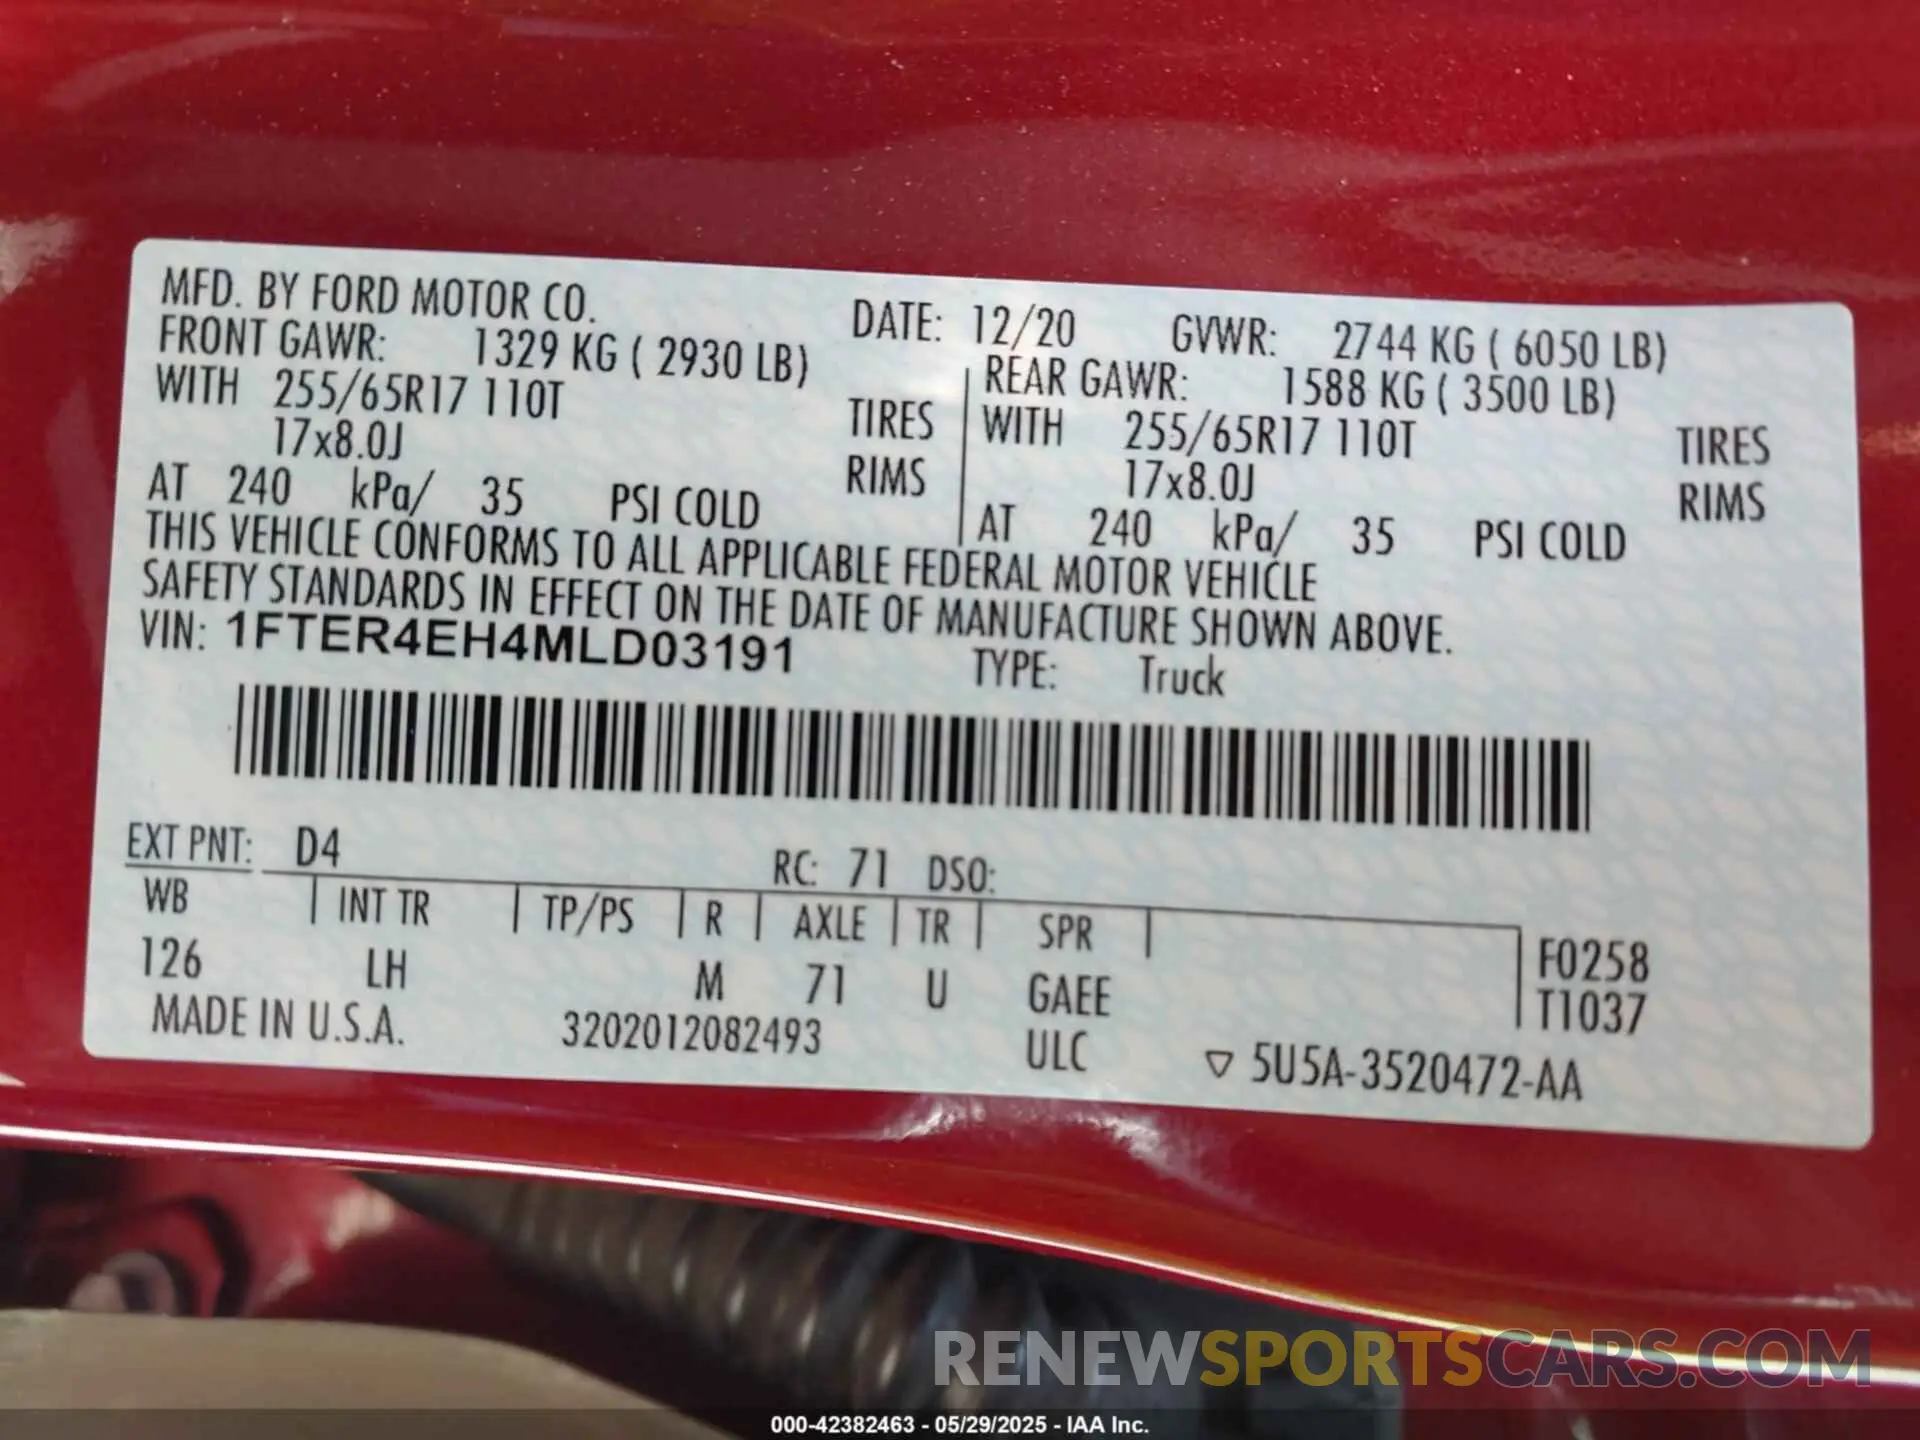 MFD. BY FORD MOTOR CO. DATE: 12/20 GVWR: 2744 KG ( 6050 LB)
FRONT GAWR: 1329 KG ( 2930 LB) REAR GAWR: 1588 KG ( 3500 LB)
WITH 255/65R17 110T TIRES WITH 255/65R17 110T TIRES
17x8.0J RIMS 17x8.0J RIMS
AT 240 kPa/ 35 PSI COLD AT 240 kPa/ 35 PSI COLD
THIS VEHICLE CONFORMS TO ALL APPLICABLE FEDERAL MOTOR VEHICLE
SAFETY STANDARDS IN EFFECT ON THE DATE OF MANUFACTURE SHOWN ABOVE.
VIN: 1FTER4EH4MLD03191 TYPE: Truck
EXT PNT: D4 RC: 71 DSO:
WB INT TR TP/PS R AXLE TR SPR F0258
126 LH M 71 U GAEE T1037
MADE IN U.S.A. 3202012082493 ULC ▽ 5U5A-3520472-AA
RENEWSPORTSCARS.COM
000-42382463 - 05/29/2025 - IAA Inc.